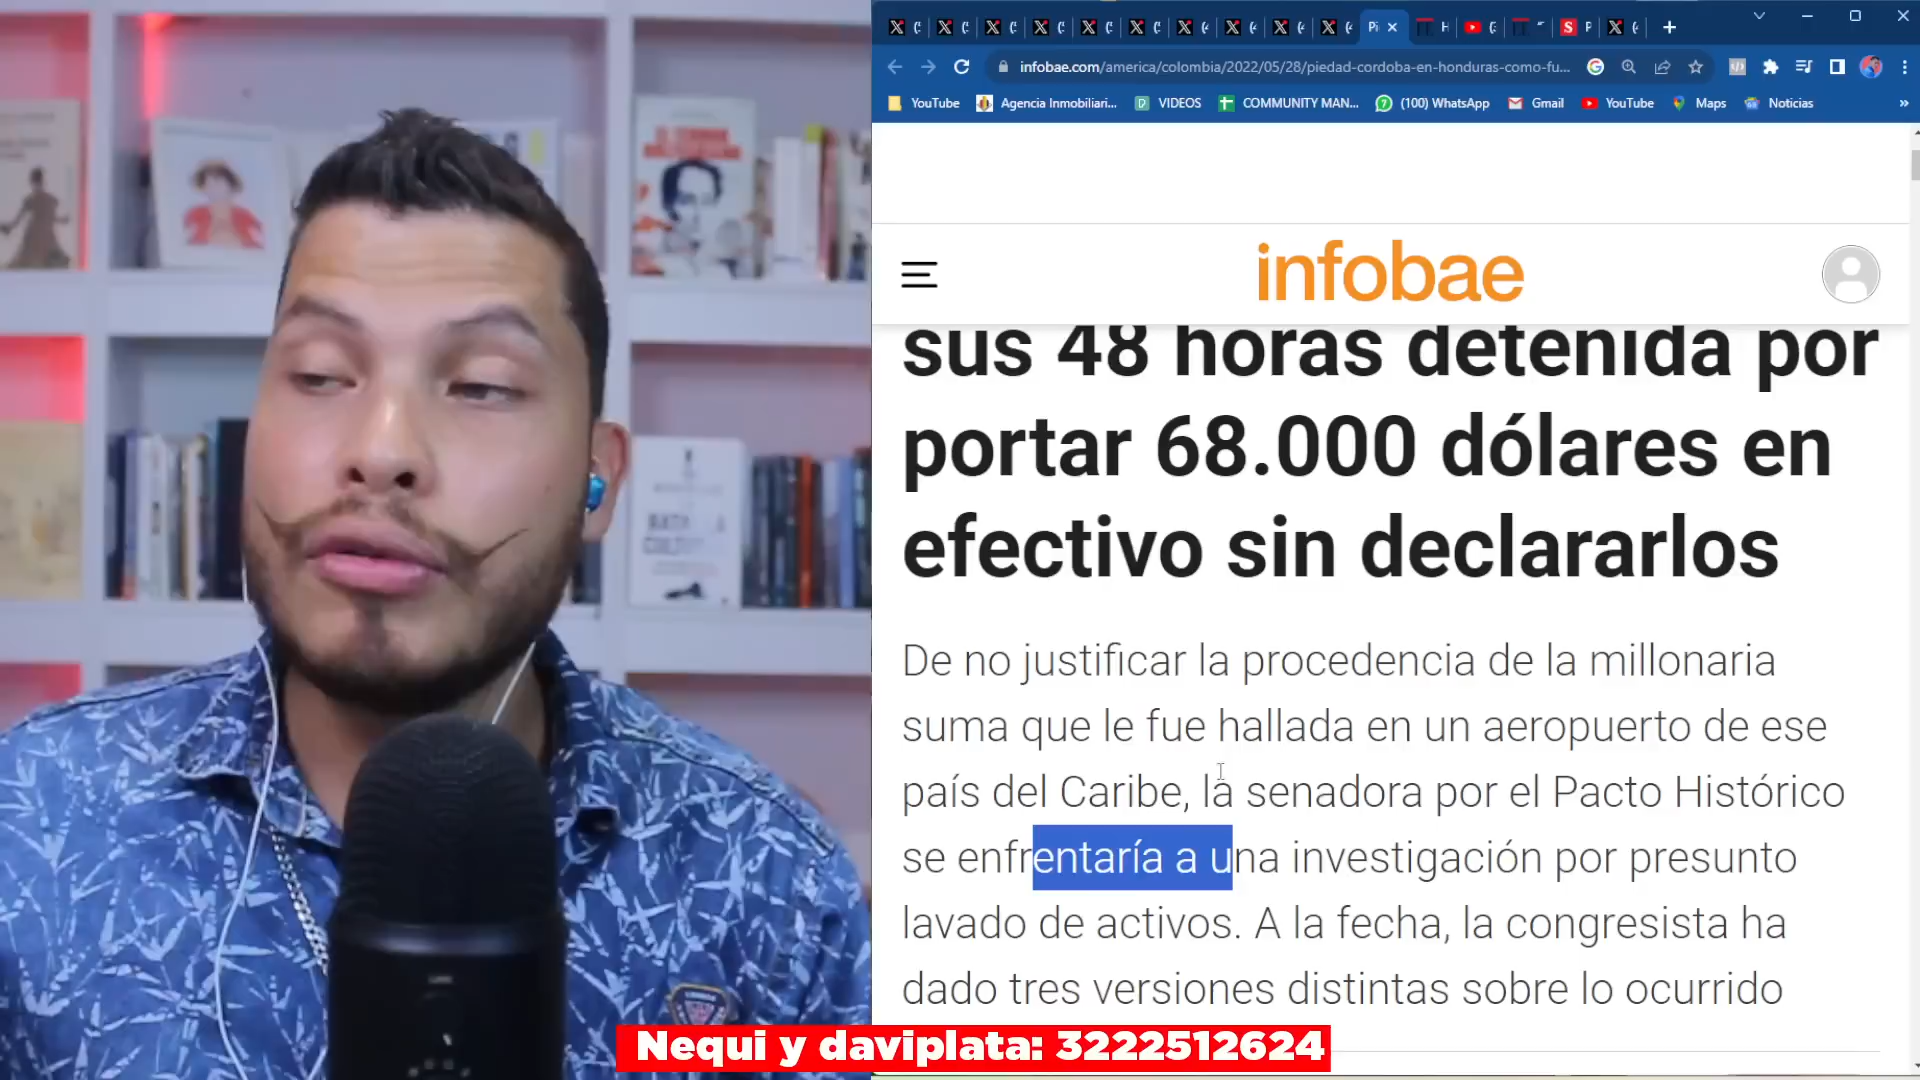 infobae.com/america/colombia/2022/05/28/piedad-cordoba-en-honduras-como-fu...
YouTube
Agencia Inmobiliari...
VIDEOS
COMMUNITY MAN...
(100) WhatsApp
Gmail
YouTube
Maps
Noticias
»
infobae
sus 48 horas detenida por
portar 68.000 dólares en
efectivo sin declararlos
De no justificar la procedencia de la millonaria
suma que le fue hallada en un aeropuerto de ese
país del Caribe, la senadora por el Pacto Histórico
se enfrentaría a una investigación por presunto
lavado de activos. A la fecha, la congresista ha
dado tres versiones distintas sobre lo ocurrido
Nequi y daviplata: 3222512624